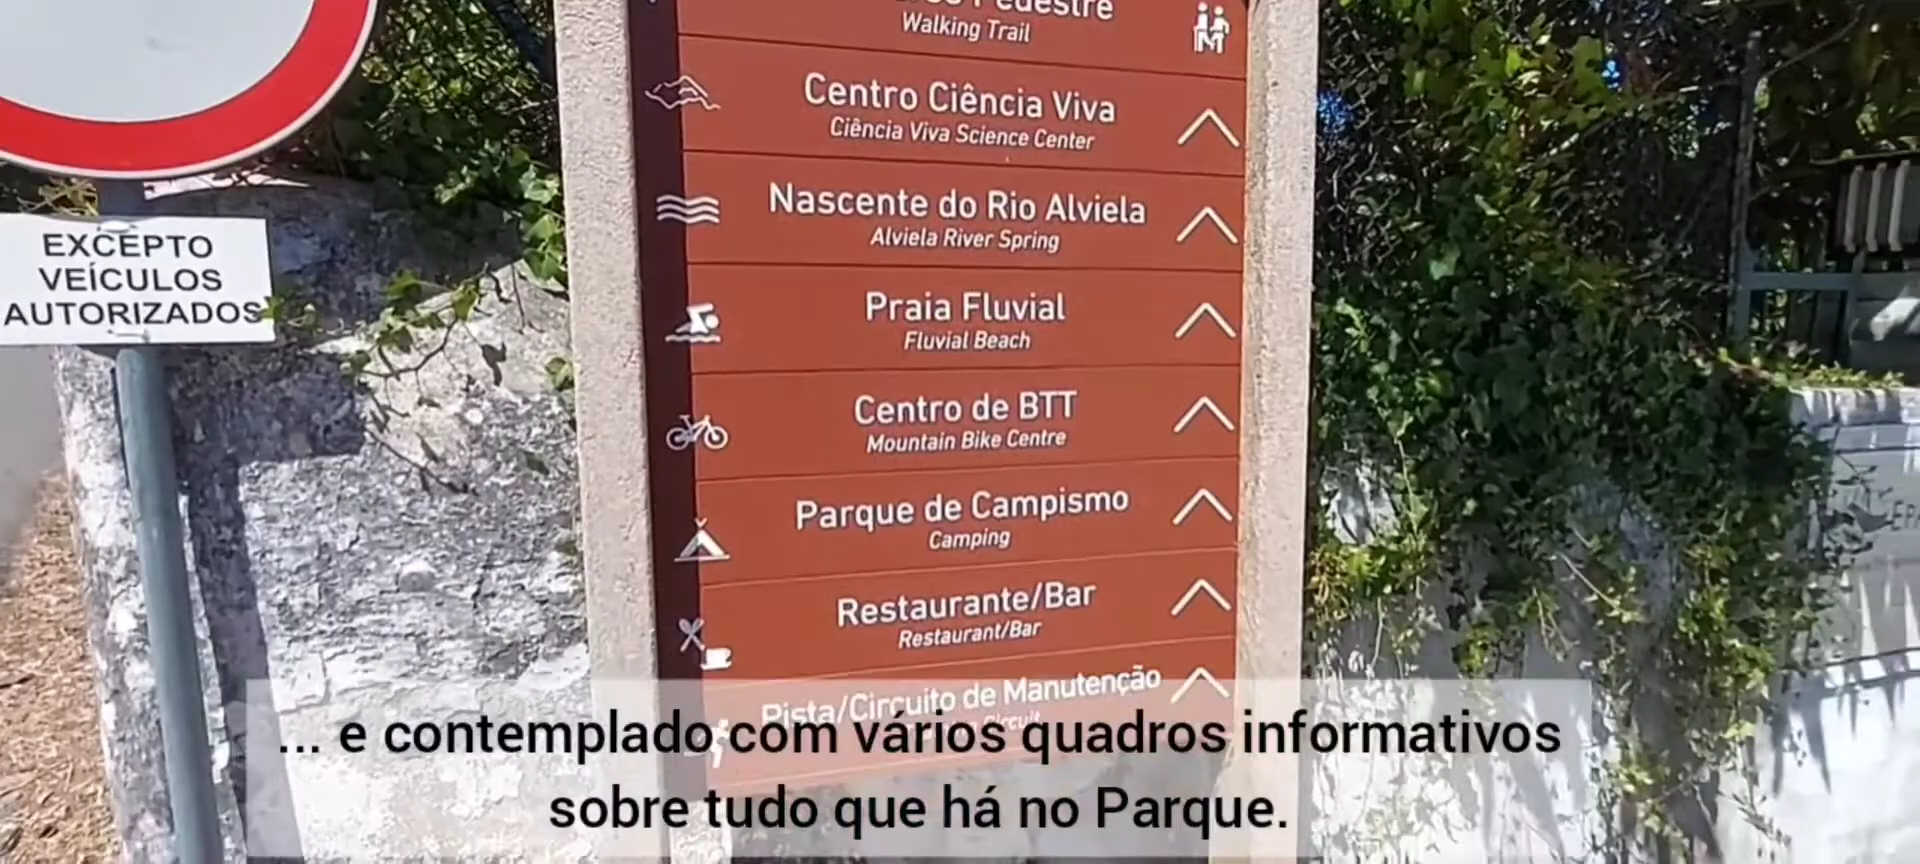 Pedestre
Walking Trail
Centro Ciência Viva
Ciência Viva Science Center
Nascente do Rio Alviela
Alviela River Spring
Praia Fluvial
Fluvial Beach
Centro de BTT
Mountain Bike Centre
Parque de Campismo
Camping
Restaurante/Bar
Restaurant/Bar
Pista/Circuito de Manutenção
Circuit
EXCEPTO
VEÍCULOS
AUTORIZADOS
... e contemplado com vários quadros informativos
sobre tudo que há no Parque.